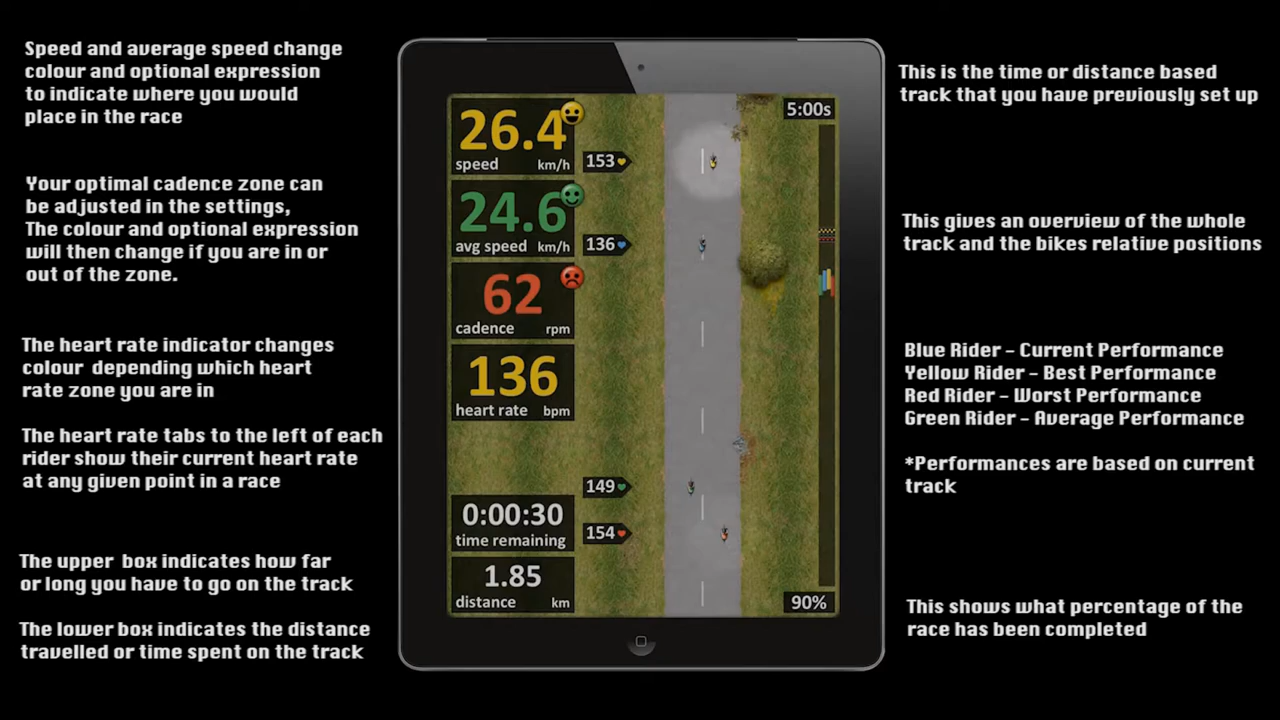 Speed and average speed change
colour and optional expression
to indicate where you would
place in the race
Your optimal cadence zone can
be adjusted in the settings,
The colour and optional expression
will then change if you are in or
out of the zone.
The heart rate indicator changes
colour depending which heart
rate zone you are in
The heart rate tabs to the left of each
rider show their current heart rate
at any given point in a race
The upper box indicates how far
or long you have to go on the track
The lower box indicates the distance
travelled or time spent on the track
26.4
speed km/h
153
24.6
avg speed km/h
136
62
cadence rpm
136
heart rate bpm
149
0:00:30
time remaining
154
1.85
distance km
5:00s
90%
This is the time or distance based
track that you have previously set up
This gives an overview of the whole
track and the bikes relative positions
Blue Rider - Current Performance
Yellow Rider - Best Performance
Red Rider - Worst Performance
Green Rider - Average Performance
*Performances are based on current
track
This shows what percentage of the
race has been completed